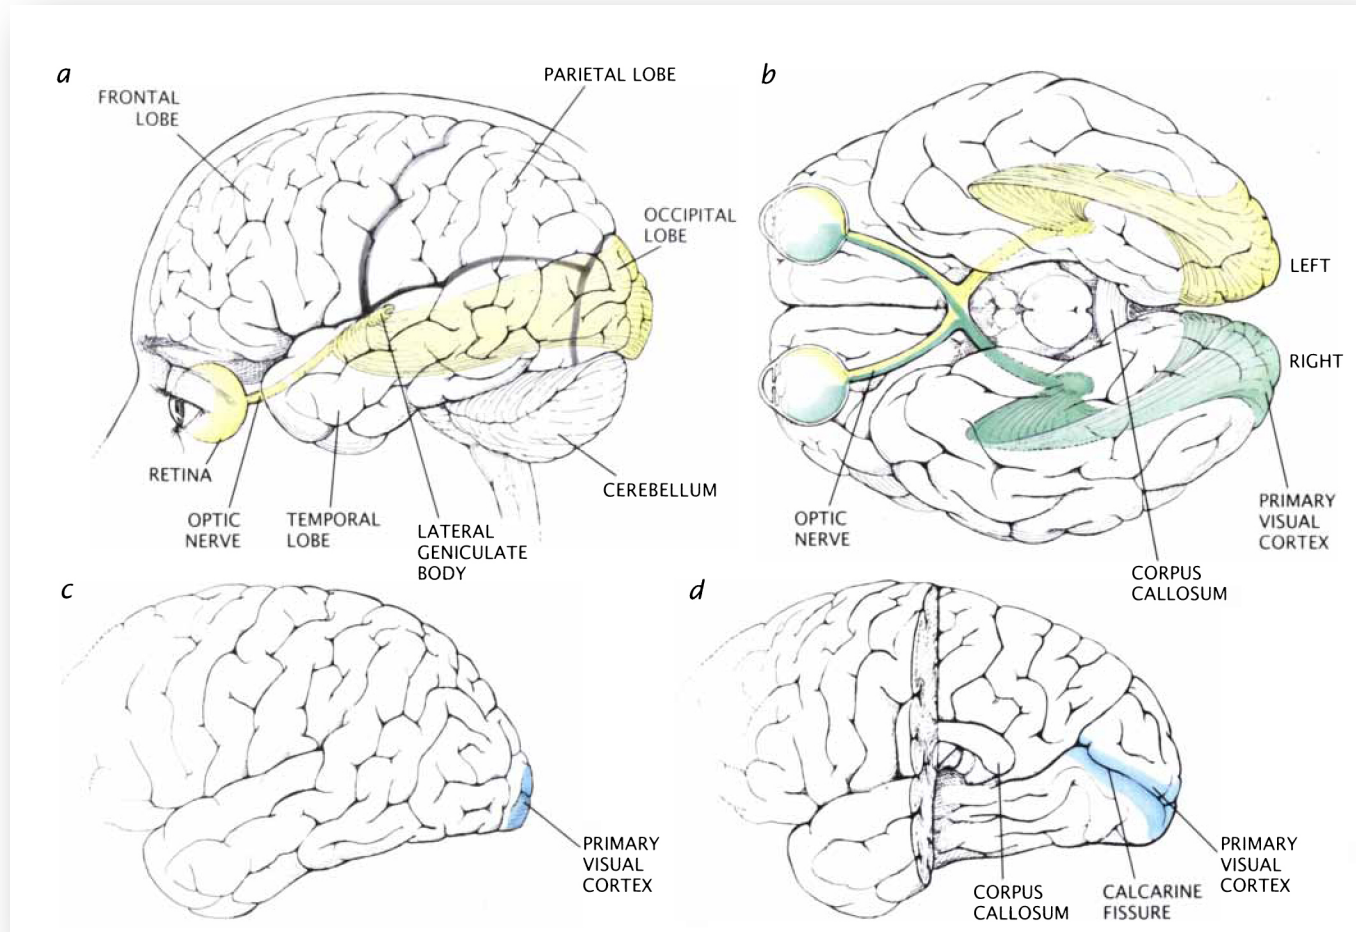 a
PARIETAL LOBE
FRONTAL
LOBE
OCCIPITAL
LOBE
RETINA
OPTIC
NERVE
TEMPORAL
LOBE
LATERAL
GENICULATE
BODY
CEREBELLUM
b
LEFT
RIGHT
OPTIC
NERVE
PRIMARY
VISUAL
CORTEX
CORPUS
CALLOSUM
c
PRIMARY
VISUAL
CORTEX
d
CORPUS
CALLOSUM
CALCARINE
FISSURE
PRIMARY
VISUAL
CORTEX